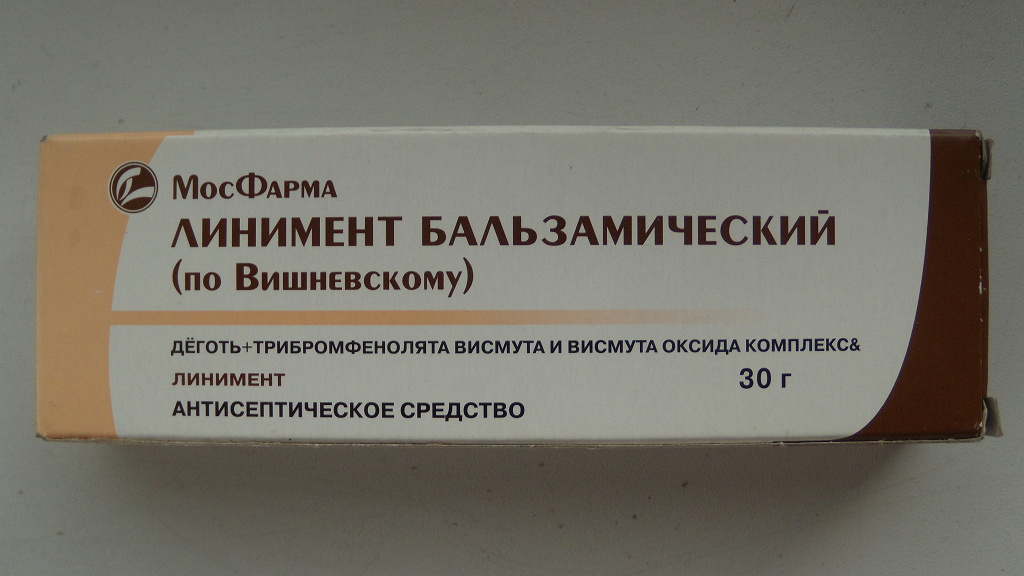 МосФарма
ЛИНИМЕНТ БАЛЬЗАМИЧЕСКИЙ
(по Вишневскому)
ДЁГОТЬ+ТРИБРОМФЕНОЛЯТА ВИСМУТА И ВИСМУТА ОКСИДА КОМПЛЕКС&
ЛИНИМЕНТ 30 г
АНТИСЕПТИЧЕСКОЕ СРЕДСТВО